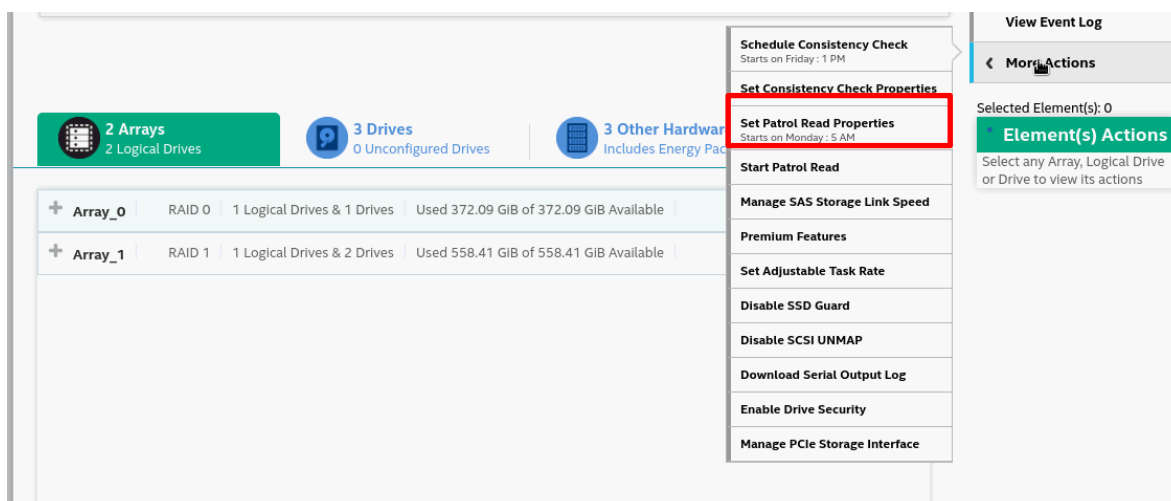 View Event Log
More Actions
Selected Element(s): 0
Element(s) Actions
Select any Array, Logical Drive
or Drive to view its actions
Schedule Consistency Check
Starts on Friday : 1 PM
Set Consistency Check Properties
Set Patrol Read Properties
Starts on Monday : 5 AM
Start Patrol Read
Manage SAS Storage Link Speed
Premium Features
Set Adjustable Task Rate
Disable SSD Guard
Disable SCSI UNMAP
Download Serial Output Log
Enable Drive Security
Manage PCIe Storage Interface
2 Arrays
2 Logical Drives
3 Drives
0 Unconfigured Drives
3 Other Hardwar
Includes Energy Pac
Array_0 RAID 0 1 Logical Drives & 1 Drives Used 372.09 GiB of 372.09 GiB Available
Array_1 RAID 1 1 Logical Drives & 2 Drives Used 558.41 GiB of 558.41 GiB Available